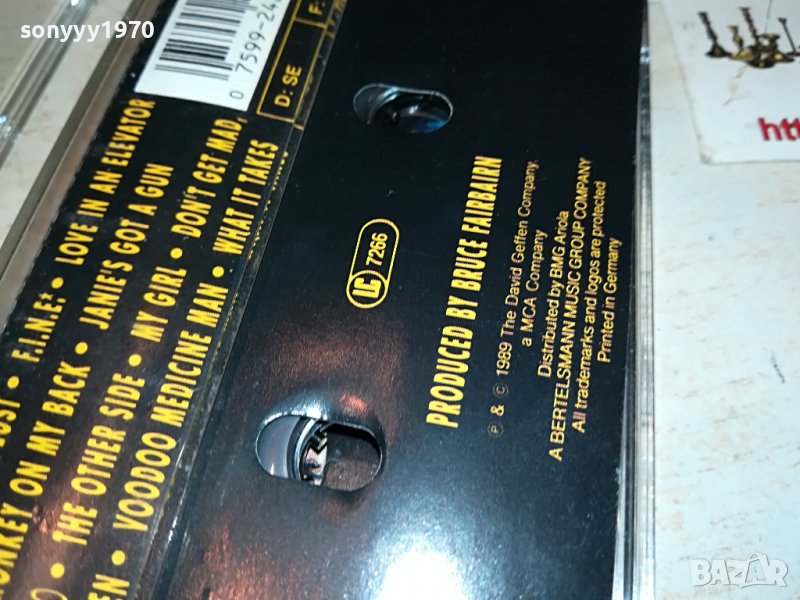 sonyyy1970
0 7599-24
D: SE
F:
LOVE IN AN ELEVATOR
F.I.N.E.*
MONKEY ON MY BACK • JANIE'S GOT A GUN
THE OTHER SIDE • MY GIRL • DON'T GET MAD,
VOODOO MEDICINE MAN • WHAT IT TAKES
LC 7266
PRODUCED BY BRUCE FAIRBAIRN
℗ & © 1989 The David Geffen Company.
a MCA Company
Distributed by BMG Ariola
A BERTELSMANN MUSIC GROUP COMPANY
All trademarks and logos are protected
Printed in Germany
htt
bazar